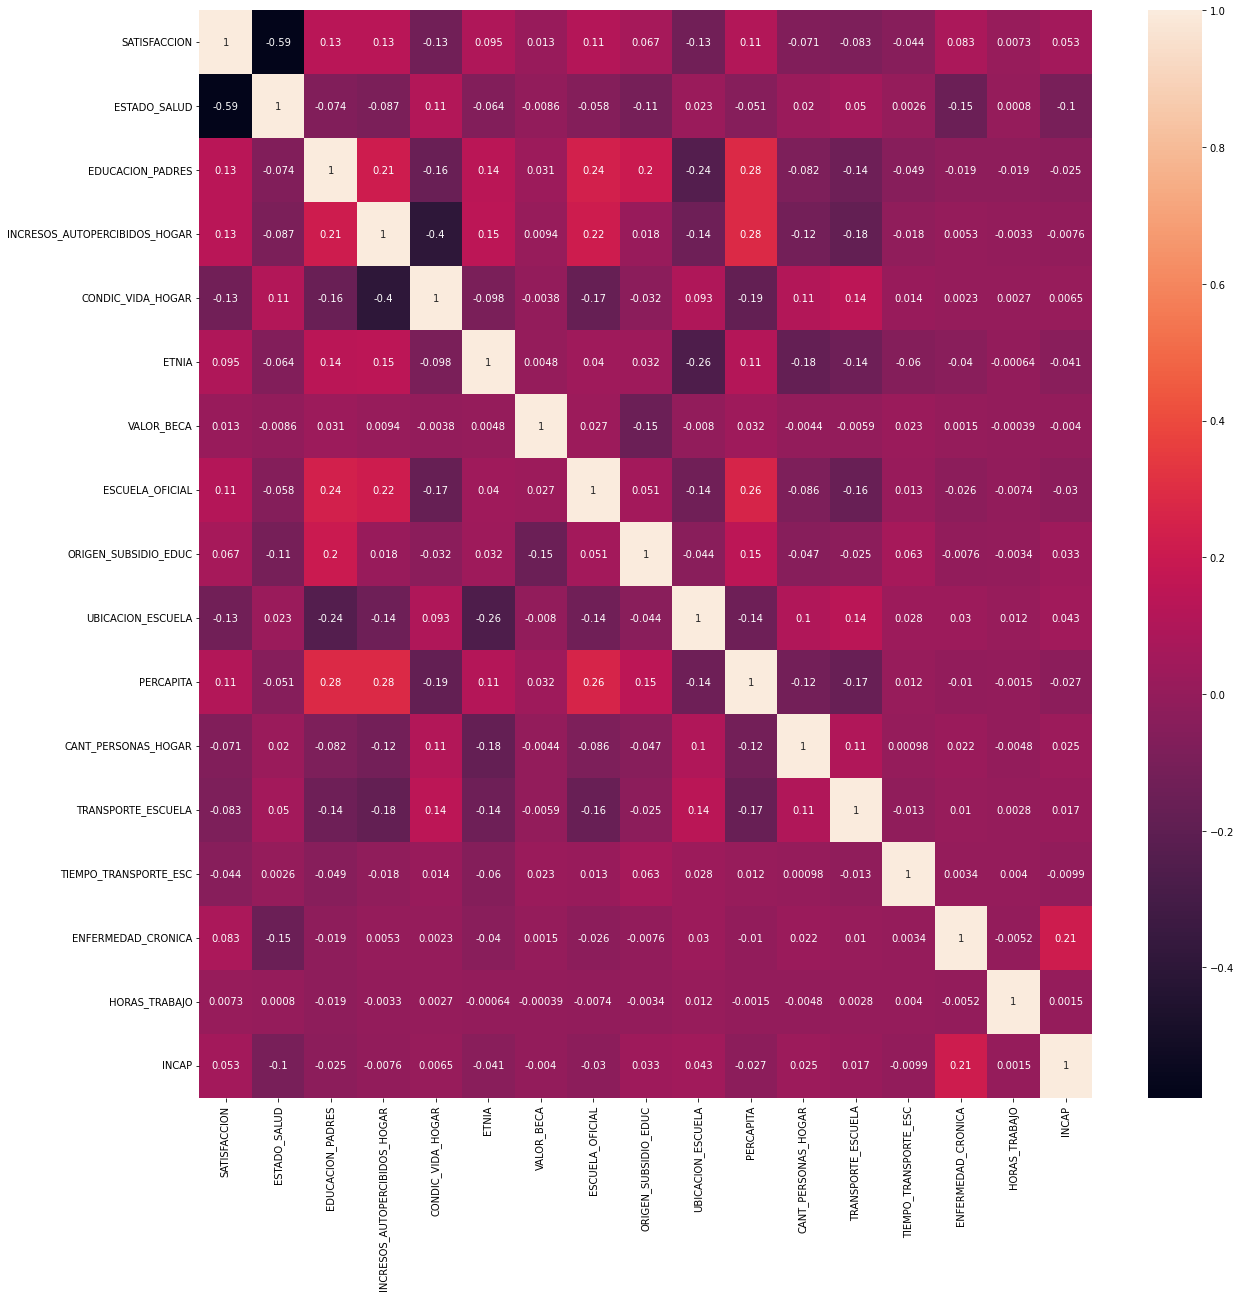 SATISFACCION 1 -0.59 0.13 0.13 -0.13 0.095 0.013 0.11 0.067 -0.13 0.11 -0.071 -0.083 -0.044 0.083 0.0073 0.053
ESTADO_SALUD -0.59 1 -0.074 -0.087 0.11 -0.064 -0.0086 -0.058 -0.11 0.023 -0.051 0.02 0.05 0.0026 -0.15 0.0008 -0.1
EDUCACION_PADRES 0.13 -0.074 1 0.21 -0.16 0.14 0.031 0.24 0.2 -0.24 0.28 -0.082 -0.14 -0.049 -0.019 -0.019 -0.025
INCRESOS_AUTOPERCIBIDOS_HOGAR 0.13 -0.087 0.21 1 -0.4 0.15 0.0094 0.22 0.018 -0.14 0.28 -0.12 -0.18 -0.018 0.0053 -0.0033 -0.0076
CONDIC_VIDA_HOGAR -0.13 0.11 -0.16 -0.4 1 -0.098 -0.0038 -0.17 -0.032 0.093 -0.19 0.11 0.14 0.014 0.0023 0.0027 0.0065
ETNIA 0.095 -0.064 0.14 0.15 -0.098 1 0.0048 0.04 0.032 -0.26 0.11 -0.18 -0.14 -0.06 -0.04 -0.00064 -0.041
VALOR_BECA 0.013 -0.0086 0.031 0.0094 -0.0038 0.0048 1 0.027 -0.15 -0.008 0.032 -0.0044 -0.0059 0.023 0.0015 -0.00039 -0.004
ESCUELA_OFICIAL 0.11 -0.058 0.24 0.22 -0.17 0.04 0.027 1 0.051 -0.14 0.26 -0.086 -0.16 0.013 -0.026 -0.0074 -0.03
ORIGEN_SUBSIDIO_EDUC 0.067 -0.11 0.2 0.018 -0.032 0.032 -0.15 0.051 1 -0.044 0.15 -0.047 -0.025 0.063 -0.0076 -0.0034 0.033
UBICACION_ESCUELA -0.13 0.023 -0.24 -0.14 0.093 -0.26 -0.008 -0.14 -0.044 1 -0.14 0.1 0.14 0.028 0.03 0.012 0.043
PERCAPITA 0.11 -0.051 0.28 0.28 -0.19 0.11 0.032 0.26 0.15 -0.14 1 -0.12 -0.17 0.012 -0.01 -0.0015 -0.027
CANT_PERSONAS_HOGAR -0.071 0.02 -0.082 -0.12 0.11 -0.18 -0.0044 -0.086 -0.047 0.1 -0.12 1 0.11 0.00098 0.022 -0.0048 0.025
TRANSPORTE_ESCUELA -0.083 0.05 -0.14 -0.18 0.14 -0.14 -0.0059 -0.16 -0.025 0.14 -0.17 0.11 1 -0.013 0.01 0.0028 0.017
TIEMPO_TRANSPORTE_ESC -0.044 0.0026 -0.049 -0.018 0.014 -0.06 0.023 0.013 0.063 0.028 0.012 0.00098 -0.013 1 0.0034 0.004 -0.0099
ENFERMEDAD_CRONICA 0.083 -0.15 -0.019 0.0053 0.0023 -0.04 0.0015 -0.026 -0.0076 0.03 -0.01 0.022 0.01 0.0034 1 -0.0052 0.21
HORAS_TRABAJO 0.0073 0.0008 -0.019 -0.0033 0.0027 -0.00064 -0.00039 -0.0074 -0.0034 0.012 -0.0015 -0.0048 0.0028 0.004 -0.0052 1 0.0015
INCAP 0.053 -0.1 -0.025 -0.0076 0.0065 -0.041 -0.004 -0.03 0.033 0.043 -0.027 0.025 0.017 -0.0099 0.21 0.0015 1
SATISFACCION
ESTADO_SALUD
EDUCACION_PADRES
INCRESOS_AUTOPERCIBIDOS_HOGAR
CONDIC_VIDA_HOGAR
ETNIA
VALOR_BECA
ESCUELA_OFICIAL
ORIGEN_SUBSIDIO_EDUC
UBICACION_ESCUELA
PERCAPITA
CANT_PERSONAS_HOGAR
TRANSPORTE_ESCUELA
TIEMPO_TRANSPORTE_ESC
ENFERMEDAD_CRONICA
HORAS_TRABAJO
INCAP
1.0
0.8
0.6
0.4
0.2
0.0
−0.2
−0.4